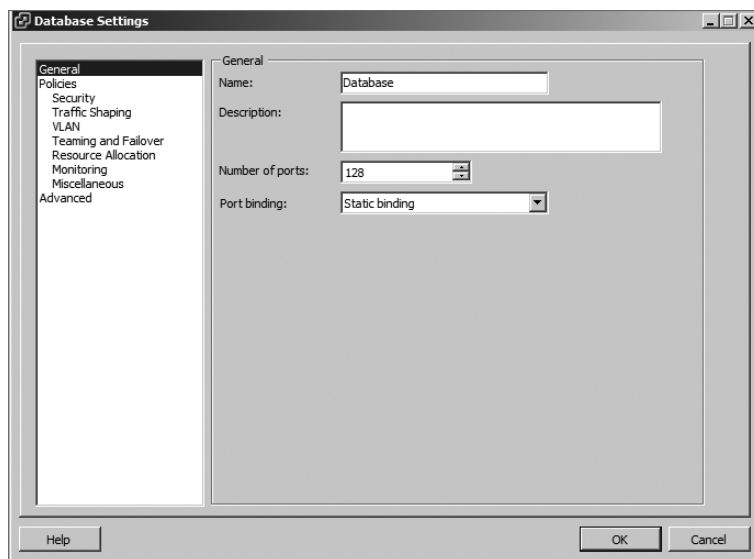 Database Settings
General
Policies
Security
Traffic Shaping
VLAN
Teaming and Failover
Resource Allocation
Monitoring
Miscellaneous
Advanced
General
Name: Database
Description:
Number of ports: 128
Port binding: Static binding
Help OK Cancel